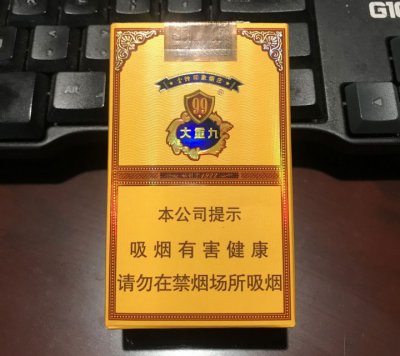 G10
99
®
大重九
本公司提示
吸烟有害健康
请勿在禁烟场所吸烟